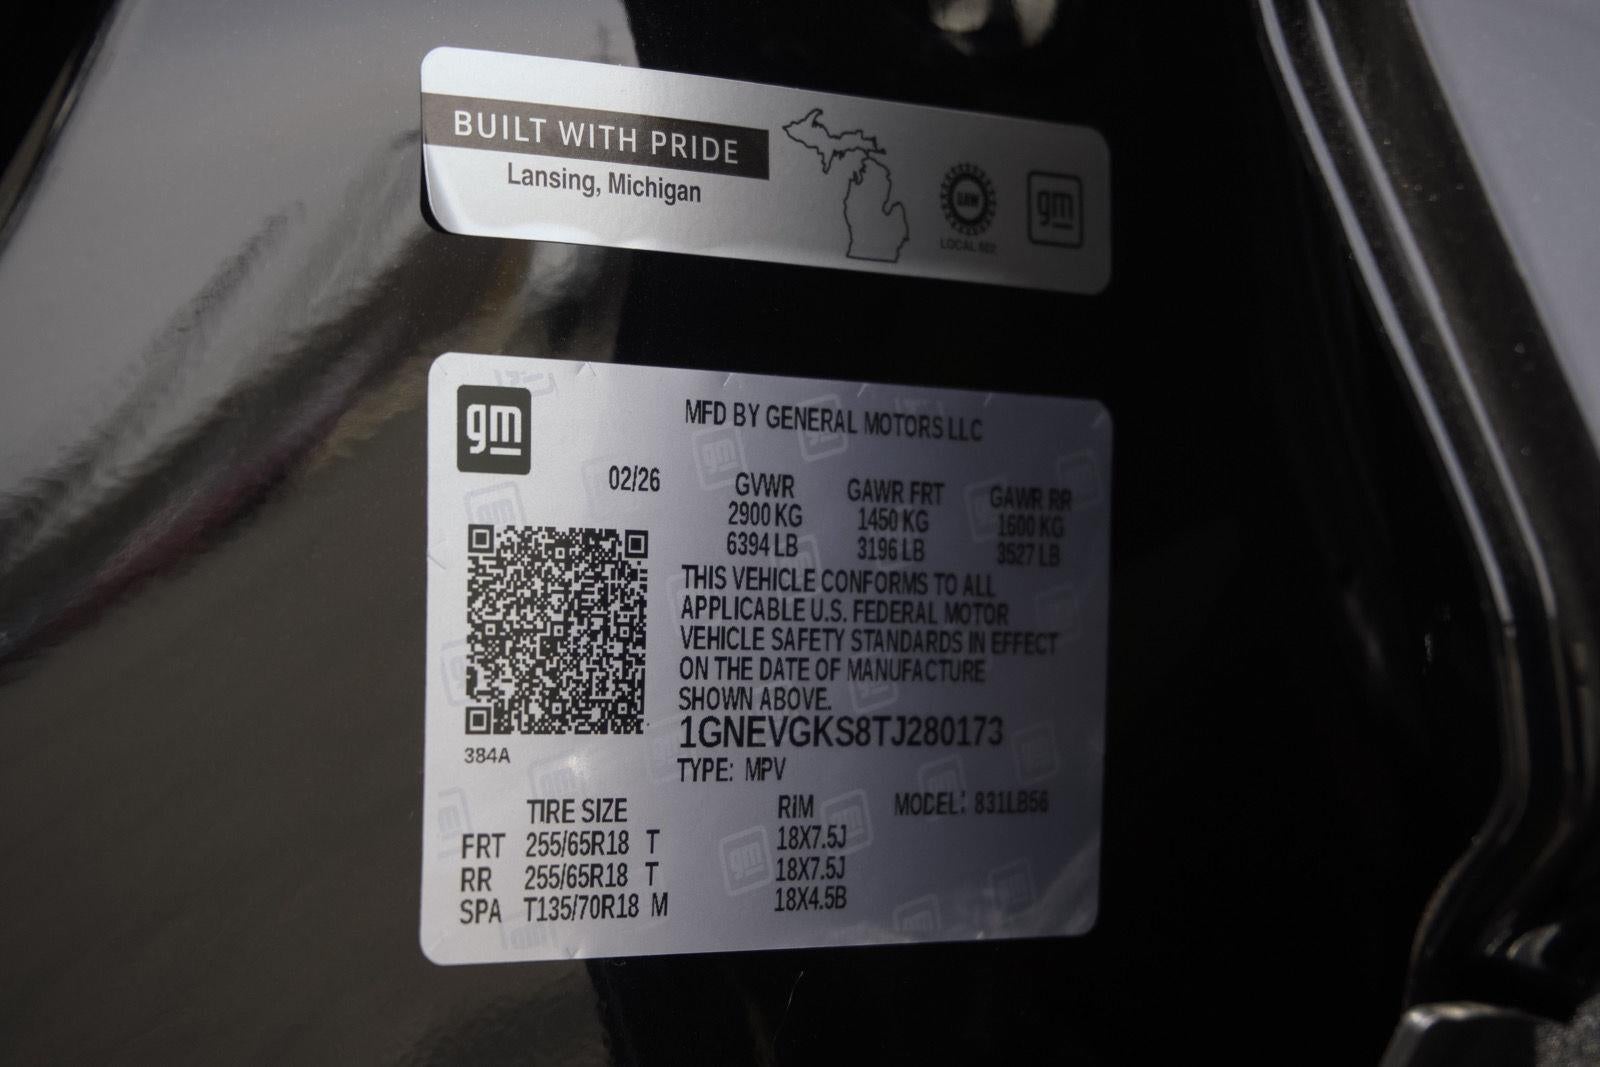 BUILT WITH PRIDE
Lansing, Michigan
UAW
LOCAL 602
gm
gm
MFD BY GENERAL MOTORS LLC
02/26
GVWR GAWR FRT GAWR RR
2900 KG 1450 KG 1600 KG
6394 LB 3196 LB 3527 LB
THIS VEHICLE CONFORMS TO ALL
APPLICABLE U.S. FEDERAL MOTOR
VEHICLE SAFETY STANDARDS IN EFFECT
ON THE DATE OF MANUFACTURE
SHOWN ABOVE.
1GNEVGKS8TJ280173
384A
TYPE: MPV
TIRE SIZE RIM MODEL: 831LB56
FRT 255/65R18 T 18X7.5J
RR 255/65R18 T 18X7.5J
SPA T135/70R18 M 18X4.5B